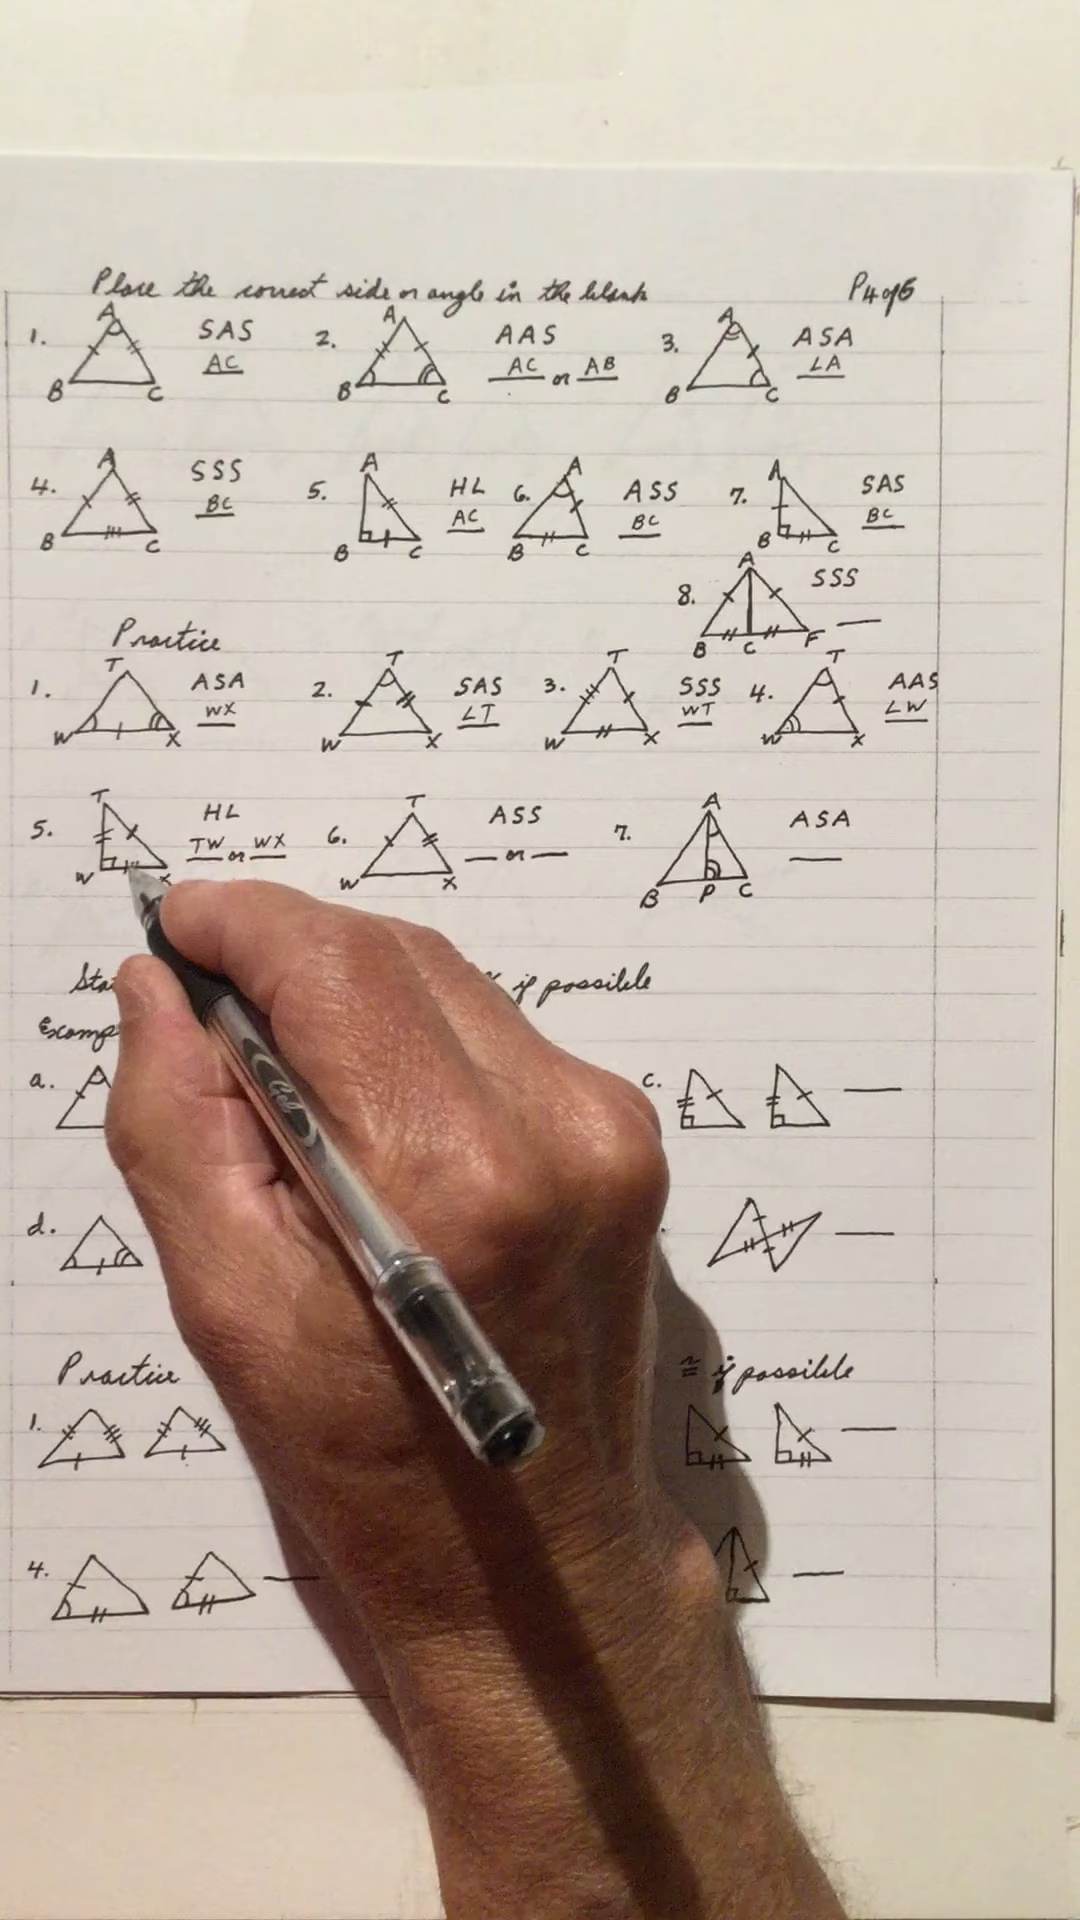 Place the correct side or angle in the blank P4of6
1. A B C SAS AC
2. A B C AAS AC or AB
3. A B C ASA ∠A
4. A B C SSS BC
5. A B C HL AC
6. A B C ASS BC
7. A B C SAS BC
8. A B C F SSS
Practice
1. T W X ASA WX
2. T W X SAS ∠T
3. T W X SSS WT
4. T W X AAS ∠W
5. T W X HL TW or WX
6. T W X ASS or
7. A B P C ASA
if possible
a. c.
d.
Practice ≅ if possible
1.
4.
Gel